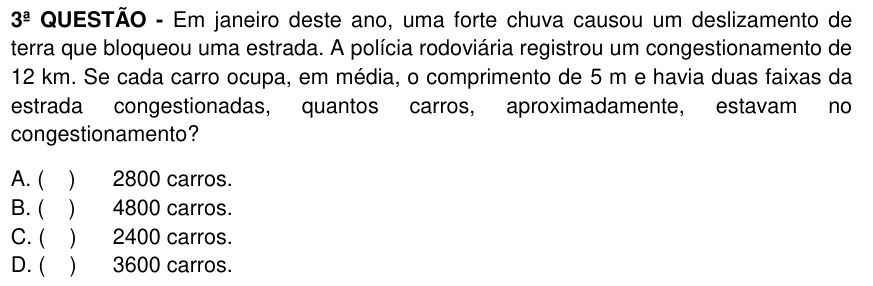 3ª QUESTÃO - Em janeiro deste ano, uma forte chuva causou um deslizamento de
terra que bloqueou uma estrada. A polícia rodoviária registrou um congestionamento de
12 km. Se cada carro ocupa, em média, o comprimento de 5 m e havia duas faixas da
estrada congestionadas, quantos carros, aproximadamente, estavam no
congestionamento?
A. ( ) 2800 carros.
B. ( ) 4800 carros.
C. ( ) 2400 carros.
D. ( ) 3600 carros.